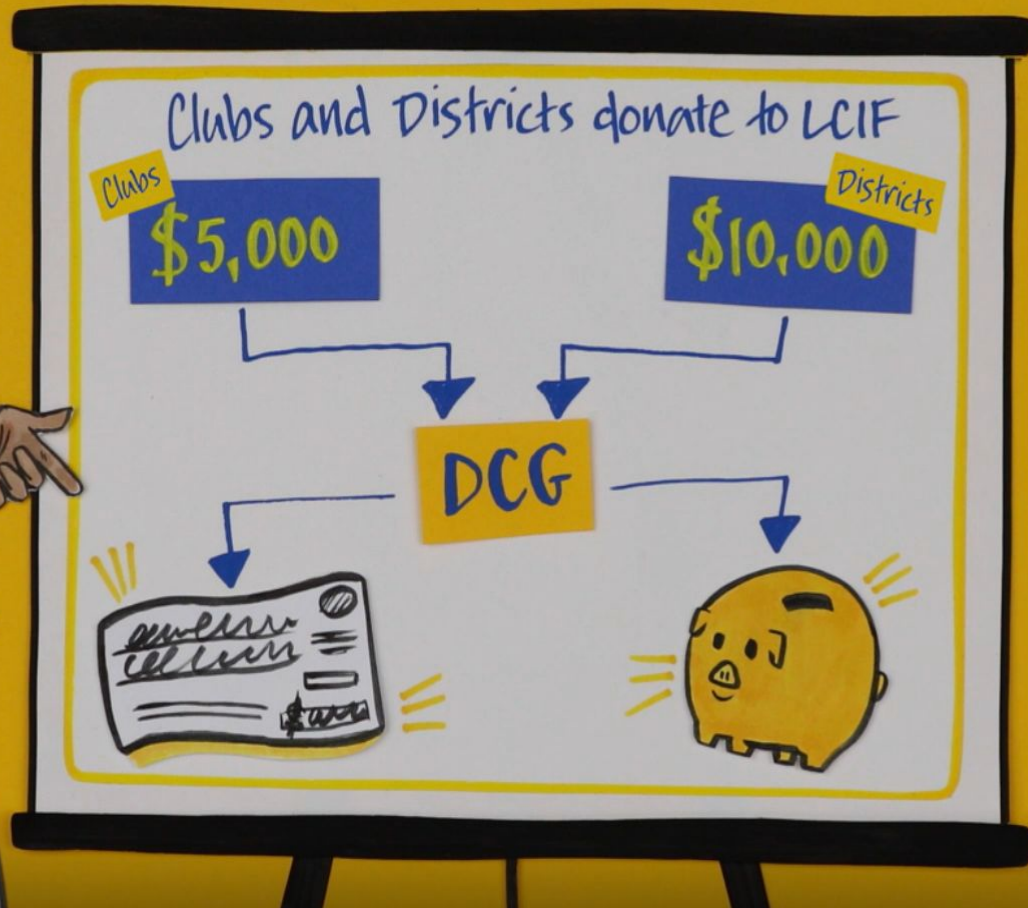 Clubs and Districts donate to LCIF
Clubs
$5,000
Districts
$10,000
DCG
$